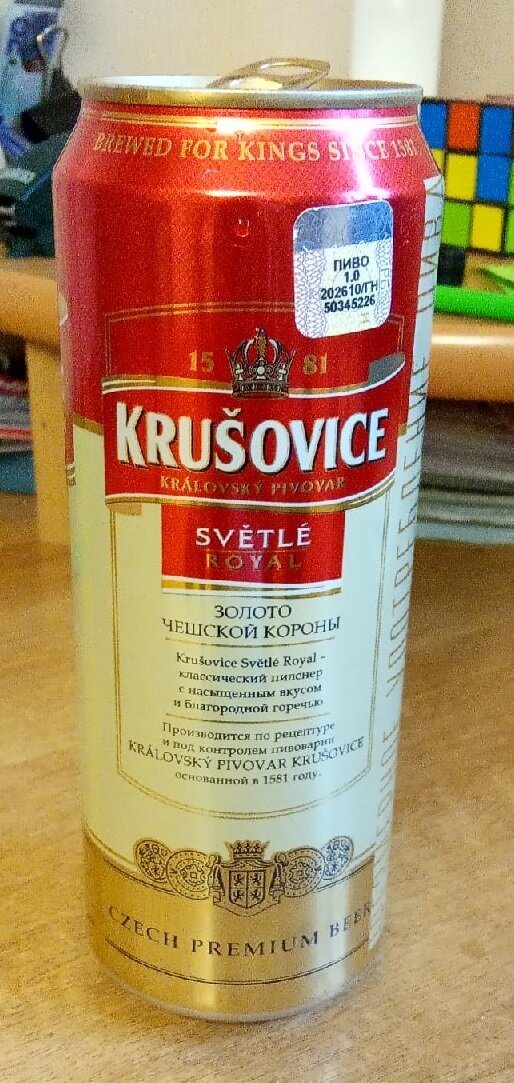 BREWED FOR KINGS SINCE 1581
ПИВО
1.0
202610/ГН
50345226
15 81
KRUŠOVICE
KRÁLOVSKÝ PIVOVAR
SVĚTLÉ
ROYAL
ЗОЛОТО
ЧЕШСКОЙ КОРОНЫ
Krušovice Světlé Royal –
классический пилснер
с насыщенным вкусом
и благородной горечью
Производится по рецептуре
и под контролем пивоварни
KRÁLOVSKÝ PIVOVAR KRUŠOVICE
основанной в 1581 году.
CZECH PREMIUM BEER
УПОТРЕБЛЕНИЕ ПИВА